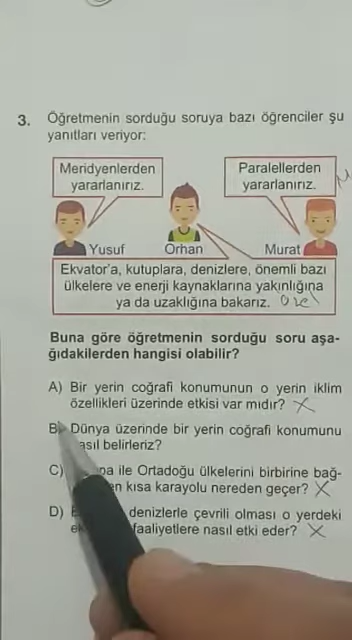 3. Öğretmenin sorduğu soruya bazı öğrenciler şu
yanıtları veriyor:
Meridyenlerden
yararlanırız.
Paralellerden
yararlanırız.
Yusuf
Orhan
Murat
Ekvator'a, kutuplara, denizlere, önemli bazı
ülkelere ve enerji kaynaklarına yakınlığına
ya da uzaklığına bakarız. özel
Buna göre öğretmenin sorduğu soru aşa-
ğıdakilerden hangisi olabilir?
A) Bir yerin coğrafi konumunun o yerin iklim
özellikleri üzerinde etkisi var mıdır?
B) Dünya üzerinde bir yerin coğrafi konumunu
nasıl belirleriz?
C) pa ile Ortadoğu ülkelerini birbirine bağ-
en kısa karayolu nereden geçer?
D) denizlerle çevrili olması o yerdeki
faaliyetlere nasıl etki eder?